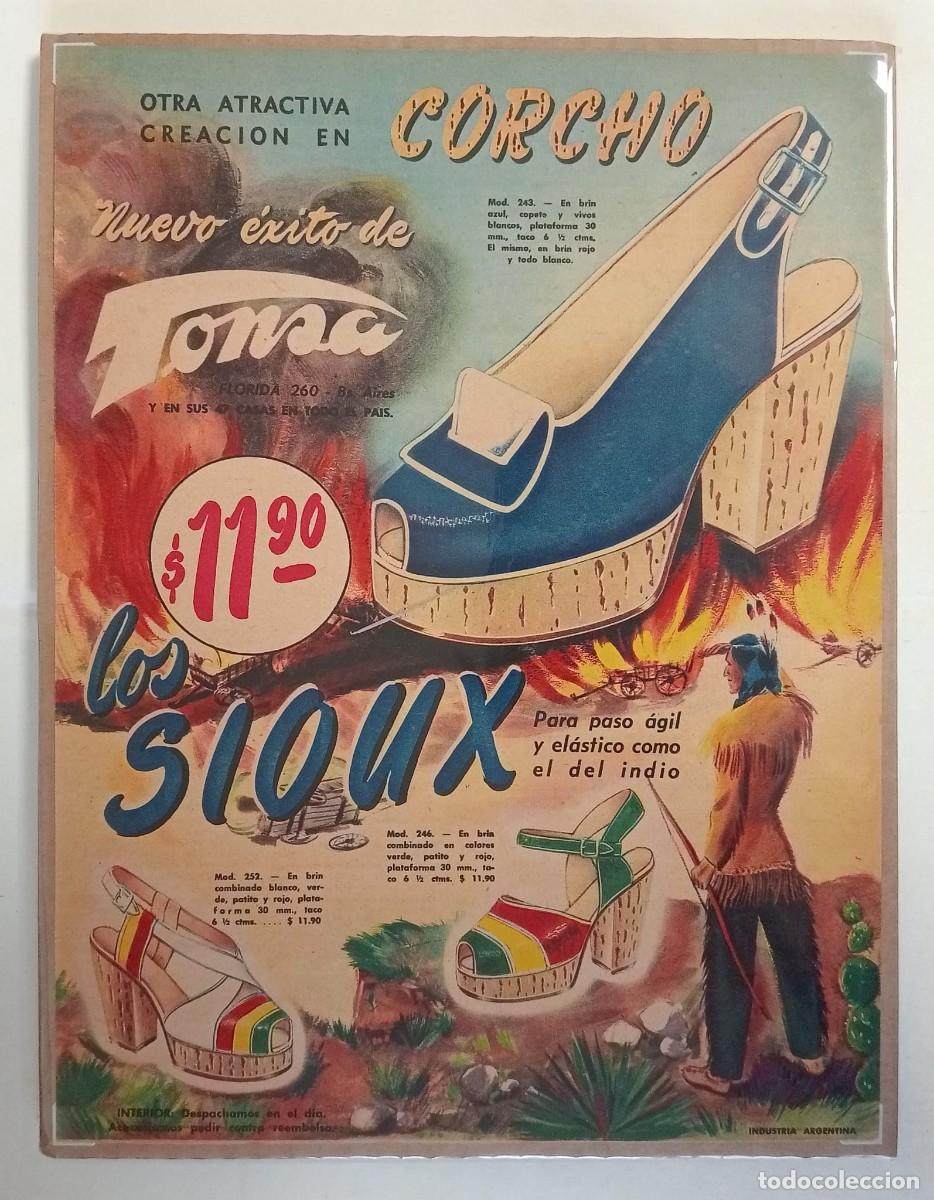 OTRA ATRACTIVA
CREACION EN
CORCHO
Nuevo éxito de
Tonsa
FLORIDA 260 - Bs. Aires
Y EN SUS 47 CASAS EN TODO EL PAIS.
Mod. 243. — En brin
azul, copete y vivos
blancos, plataforma 30
mm., taco 6 ½ ctms.
El mismo, en brin rojo
y todo blanco.
$11 90
los
SIOUX
Para paso ágil
y elástico como
el del indio
Mod. 246. — En brin
combinado en colores
verde, patito y rojo,
plataforma 30 mm., ta-
co 6 ½ ctms. $ 11.90
Mod. 252. — En brin
combinado blanco, ver-
de, patito y rojo, plata-
forma 30 mm., taco
6 ½ ctms. .... $ 11.90
INTERIOR: Despachamos en el día.
Aconsejamos pedir contra reembolso.
INDUSTRIA ARGENTINA
todocoleccion